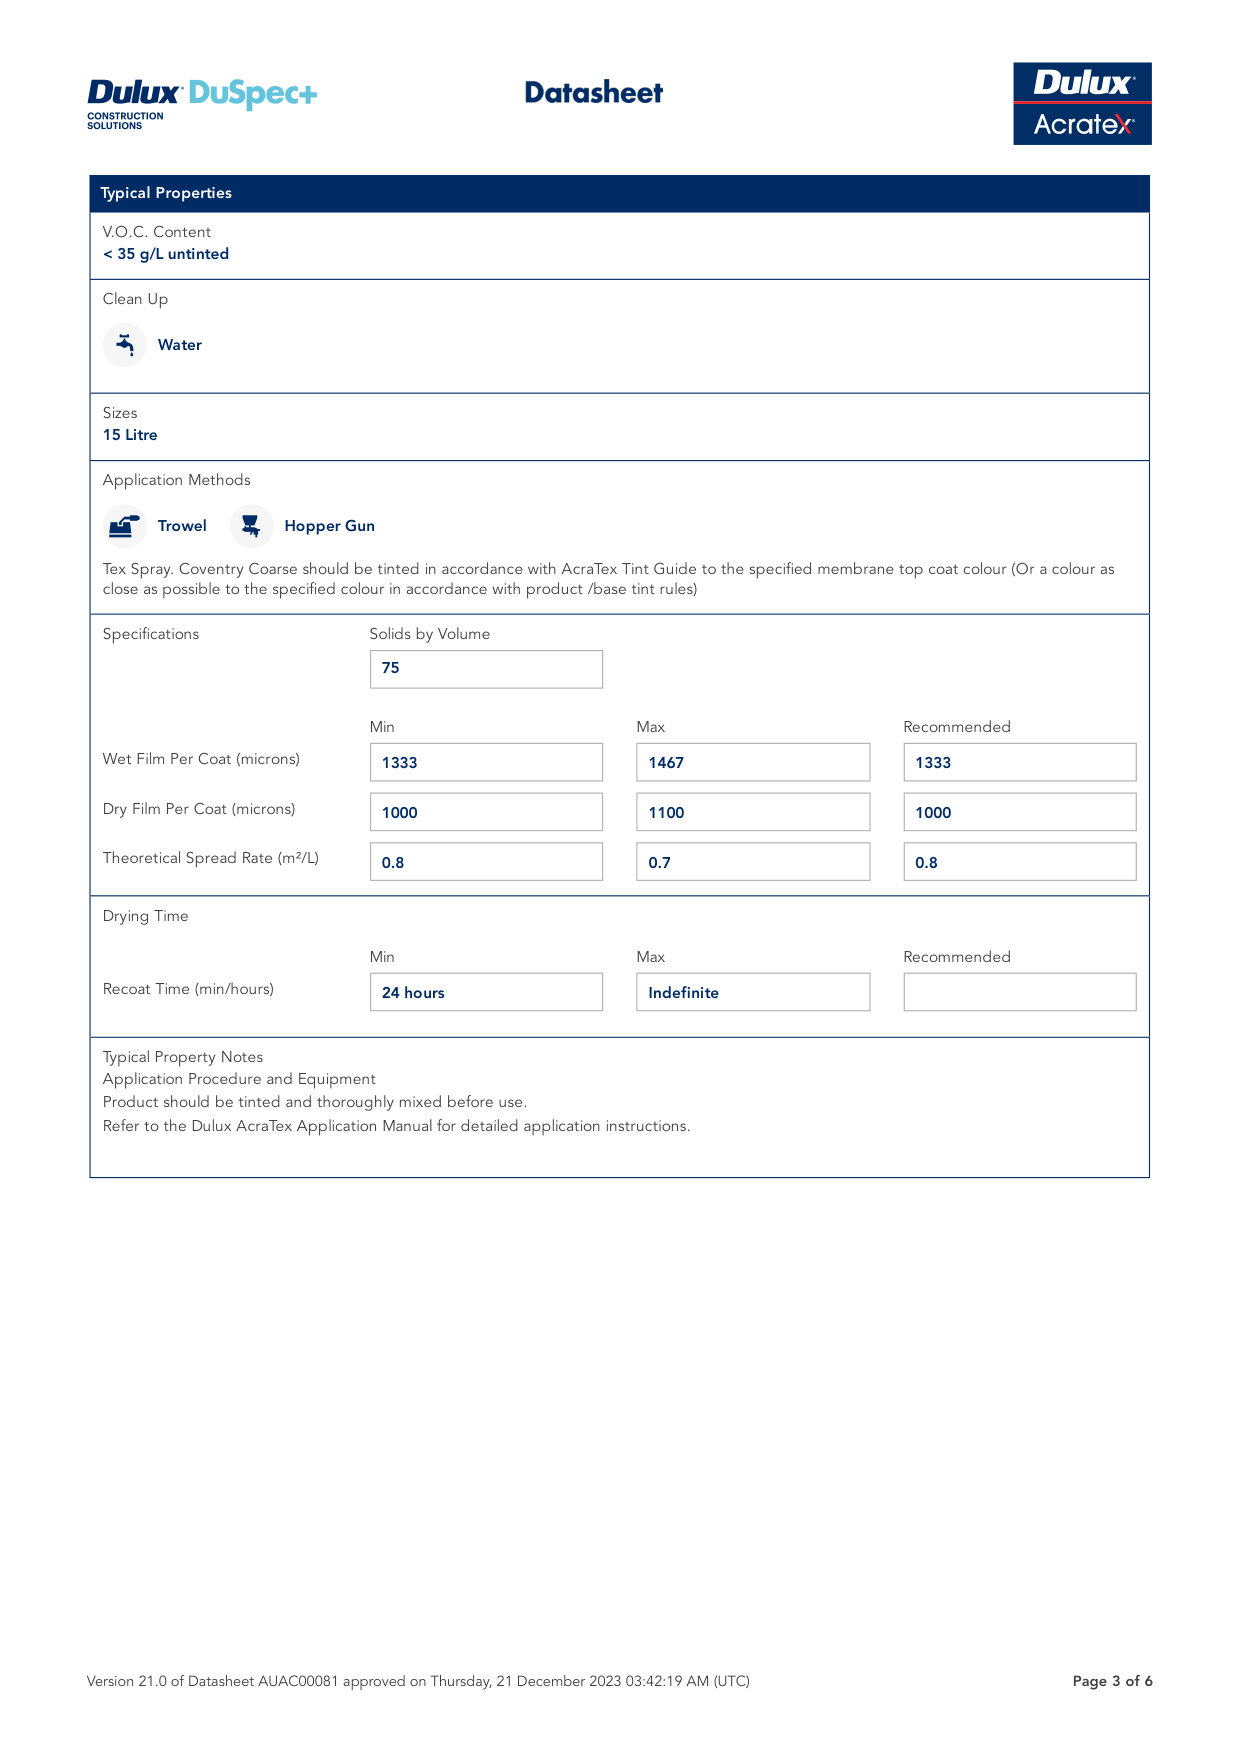 Dulux DuSpec+
CONSTRUCTION
SOLUTIONS
Datasheet
Dulux
Acratex
Typical Properties
V.O.C. Content
< 35 g/L untinted
Clean Up
Water
Sizes
15 Litre
Application Methods
Trowel Hopper Gun
Tex Spray. Coventry Coarse should be tinted in accordance with AcraTex Tint Guide to the specified membrane top coat colour (Or a colour as
close as possible to the specified colour in accordance with product /base tint rules)
Specifications Solids by Volume
75
Min Max Recommended
Wet Film Per Coat (microns) 1333 1467 1333
Dry Film Per Coat (microns) 1000 1100 1000
Theoretical Spread Rate (m²/L) 0.8 0.7 0.8
Drying Time
Min Max Recommended
Recoat Time (min/hours) 24 hours Indefinite
Typical Property Notes
Application Procedure and Equipment
Product should be tinted and thoroughly mixed before use.
Refer to the Dulux AcraTex Application Manual for detailed application instructions.
Version 21.0 of Datasheet AUAC00081 approved on Thursday, 21 December 2023 03:42:19 AM (UTC) Page 3 of 6